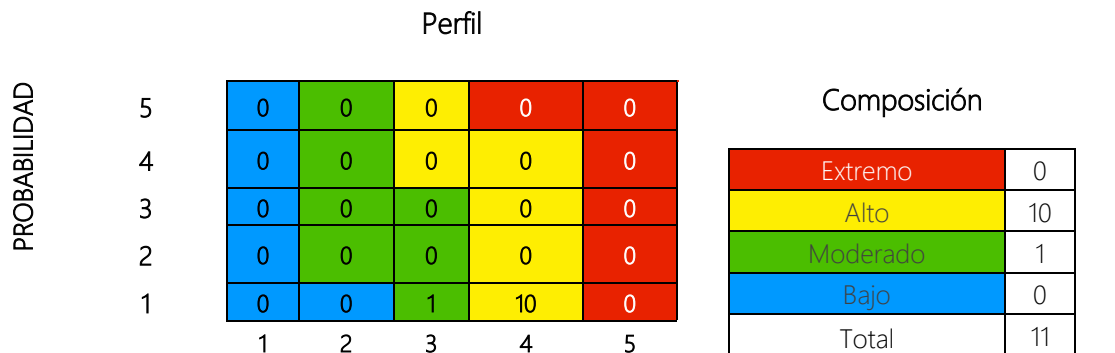 Perfil
PROBABILIDAD
5 0 0 0 0 0
4 0 0 0 0 0
3 0 0 0 0 0
2 0 0 0 0 0
1 0 0 1 10 0
1 2 3 4 5
Composición
Extremo 0
Alto 10
Moderado 1
Bajo 0
Total 11